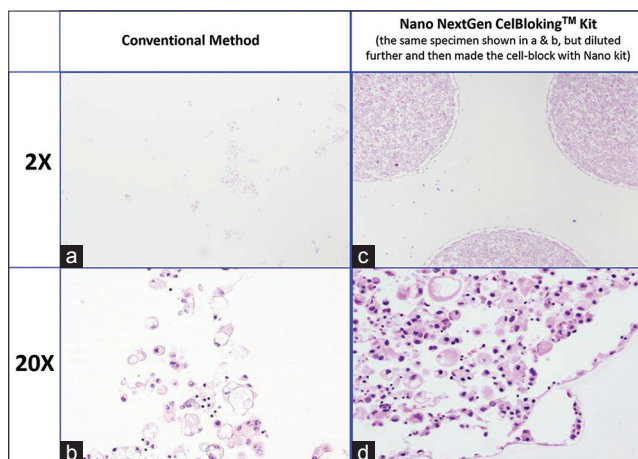 Conventional Method
Nano NextGen CelBloking™ Kit
(the same specimen shown in a & b, but diluted
further and then made the cell-block with Nano kit)
2X
a
c
20X
b
d